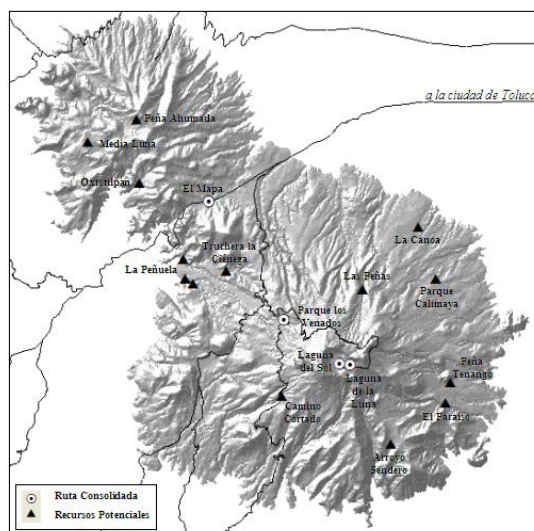 a la ciudad de Toluca
Peña Ahumada
Media Luna
Oxtotilpan
El Mapa
La Canoa
Truchera la
Ciénega
La Peñuela
Las Peñas
Parque
Calimaya
Parque los
Venados
Laguna
del Sol
Laguna
de la
Luna
Peña
Tenango
El Paraíso
Camino
Cortado
Arroyo
Sendero
Ruta Consolidada
Recursos Potenciales